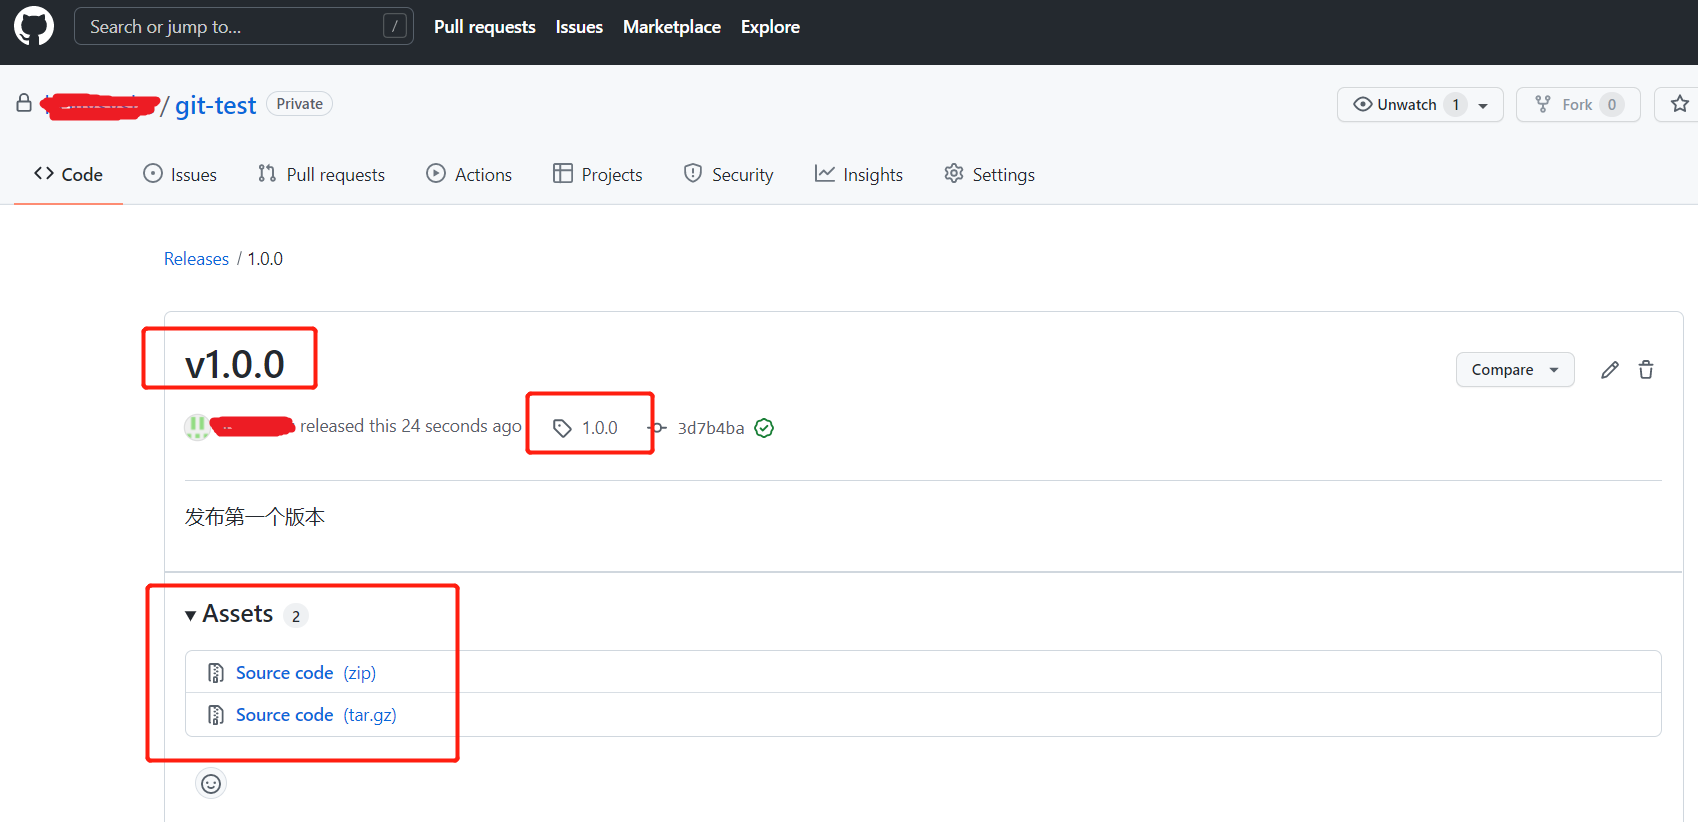 Search or jump to... / Pull requests Issues Marketplace Explore
/ git-test Private Unwatch 1 Fork 0
Code Issues Pull requests Actions Projects Security Insights Settings
Releases / 1.0.0
v1.0.0
Compare
released this 24 seconds ago 1.0.0 3d7b4ba
发布第一个版本
Assets 2
Source code (zip)
Source code (tar.gz)